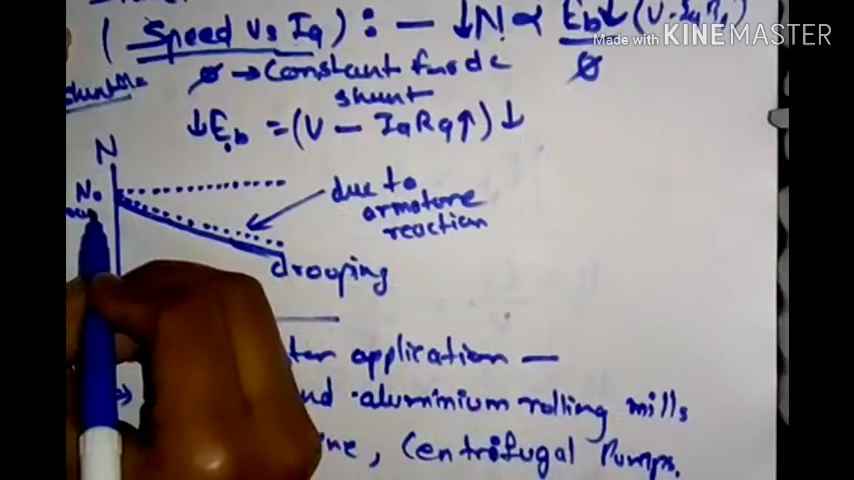 ( Speed Vs Ia ) : — ↓N ∝ Eb↓ (V-Iara)
Made with KINEMASTER
ϕ → Constant for dc ϕ
shunt
↓Eb = (V — IaRa↑) ↓
N
No
due to
armature
reaction
drooping
application —
aluminium rolling mills
, Centrifugal Pumps.